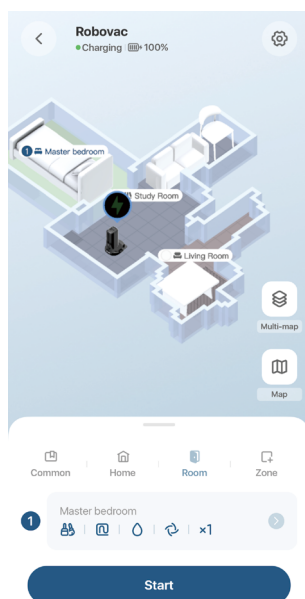 Robovac
Charging 100%
1 Master bedroom
Study Room
Living Room
Multi-map
Map
Common
Home
Room
Zone
1
Master bedroom
×1
Start